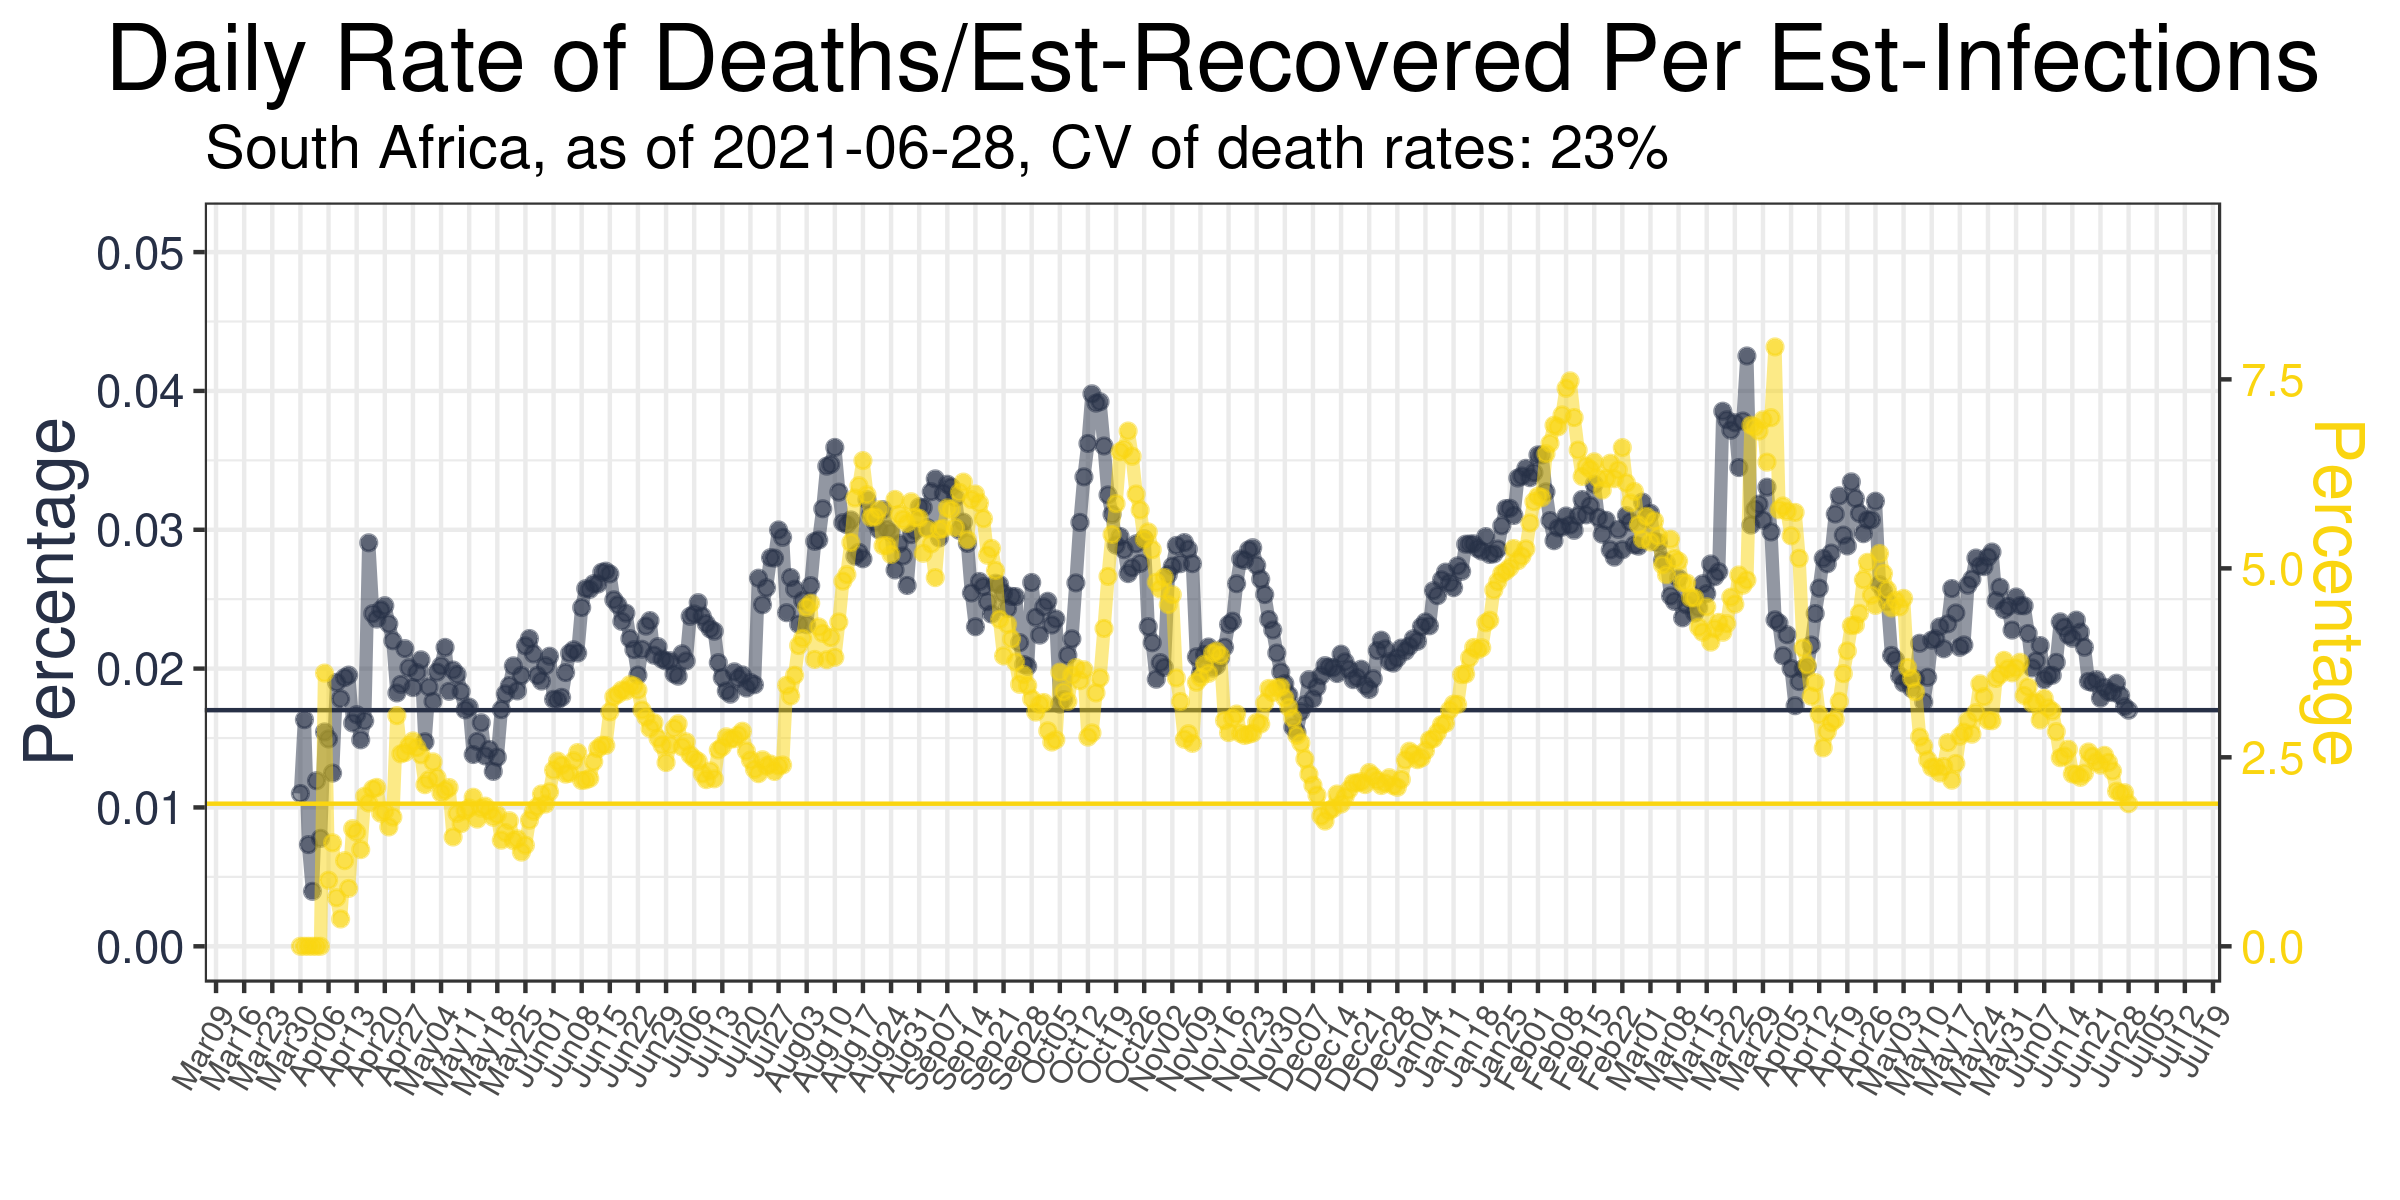 Daily Rate of Deaths/Est-Recovered Per Est-Infections
South Africa, as of 2021-06-28, CV of death rates: 23%
Percentage
0.05
0.04
0.03
0.02
0.01
0.00
7.5
5.0
2.5
0.0
Percentage
Mar09
Mar16
Mar23
Mar30
Apr06
Apr13
Apr20
Apr27
May04
May11
May18
May25
Jun01
Jun08
Jun15
Jun22
Jun29
Jul06
Jul13
Jul20
Jul27
Aug03
Aug10
Aug17
Aug24
Aug31
Sep07
Sep14
Sep21
Sep28
Oct05
Oct12
Oct19
Oct26
Nov02
Nov09
Nov16
Nov23
Nov30
Dec07
Dec14
Dec21
Dec28
Jan04
Jan11
Jan18
Jan25
Feb01
Feb08
Feb15
Feb22
Mar01
Mar08
Mar15
Mar22
Mar29
Apr05
Apr12
Apr19
Apr26
May03
May10
May17
May24
May31
Jun07
Jun14
Jun21
Jun28
Jul05
Jul12
Jul19